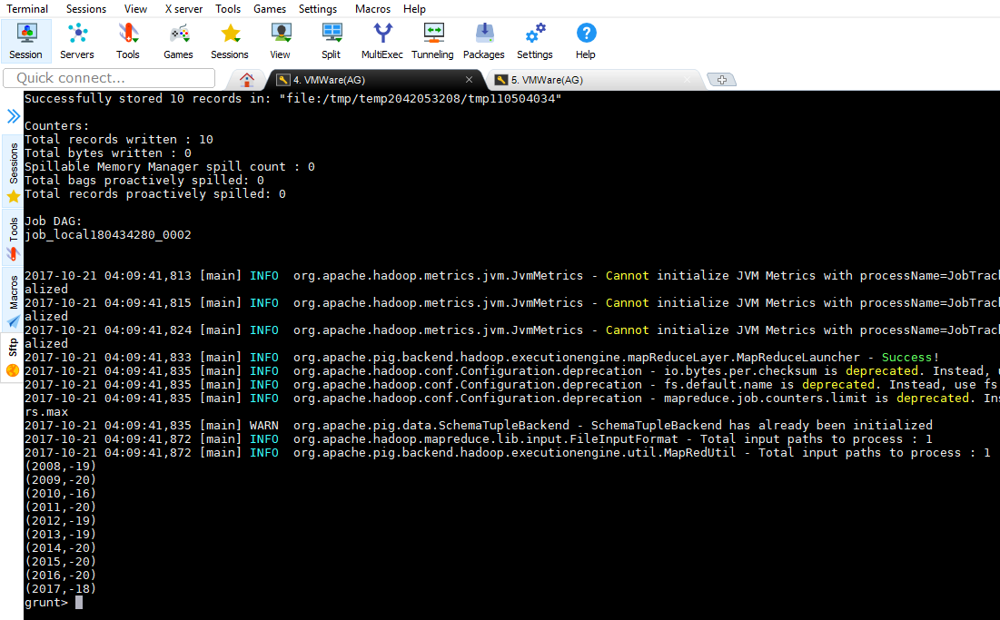 Terminal Sessions View X server Tools Games Settings Macros Help
Session Servers Tools Games Sessions View Split MultiExec Tunneling Packages Settings Help
Quick connect... 4. VMWare(AG) 5. VMWare(AG)
Sessions
Tools
Macros
Sftp
Successfully stored 10 records in: "file:/tmp/temp2042053208/tmp110504034"
Counters:
Total records written : 10
Total bytes written : 0
Spillable Memory Manager spill count : 0
Total bags proactively spilled: 0
Total records proactively spilled: 0
Job DAG:
job_local180434280_0002
2017-10-21 04:09:41,813 [main] INFO  org.apache.hadoop.metrics.jvm.JvmMetrics - Cannot initialize JVM Metrics with processName=JobTrac
alized
2017-10-21 04:09:41,815 [main] INFO  org.apache.hadoop.metrics.jvm.JvmMetrics - Cannot initialize JVM Metrics with processName=JobTrac
alized
2017-10-21 04:09:41,824 [main] INFO  org.apache.hadoop.metrics.jvm.JvmMetrics - Cannot initialize JVM Metrics with processName=JobTrac
alized
2017-10-21 04:09:41,833 [main] INFO  org.apache.pig.backend.hadoop.executionengine.mapReduceLayer.MapReduceLauncher - Success!
2017-10-21 04:09:41,835 [main] INFO  org.apache.hadoop.conf.Configuration.deprecation - io.bytes.per.checksum is deprecated. Instead,
2017-10-21 04:09:41,835 [main] INFO  org.apache.hadoop.conf.Configuration.deprecation - fs.default.name is deprecated. Instead, use fs
2017-10-21 04:09:41,835 [main] INFO  org.apache.hadoop.conf.Configuration.deprecation - mapreduce.job.counters.limit is deprecated. Ins
rs.max
2017-10-21 04:09:41,835 [main] WARN  org.apache.pig.data.SchemaTupleBackend - SchemaTupleBackend has already been initialized
2017-10-21 04:09:41,872 [main] INFO  org.apache.hadoop.mapreduce.lib.input.FileInputFormat - Total input paths to process : 1
2017-10-21 04:09:41,872 [main] INFO  org.apache.pig.backend.hadoop.executionengine.util.MapRedUtil - Total input paths to process : 1
(2008,-19)
(2009,-20)
(2010,-16)
(2011,-20)
(2012,-19)
(2013,-19)
(2014,-20)
(2015,-20)
(2016,-20)
(2017,-18)
grunt>